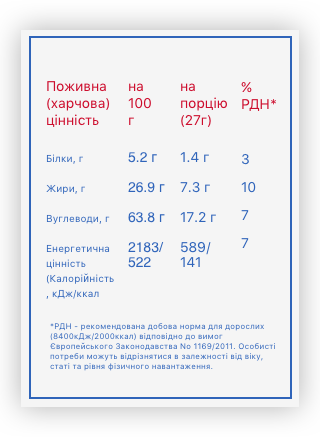 Поживна (харчова) цінність на 100 г на порцію (27г) % РДН*
Білки, г 5.2 г 1.4 г 3
Жири, г 26.9 г 7.3 г 10
Вуглеводи, г 63.8 г 17.2 г 7
Енергетична цінність (Калорійність , кДж/ккал 2183/ 522 589/ 141 7
*РДН - рекомендована добова норма для дорослих
(8400кДж/2000ккал) відповідно до вимог
Європейського Законодавства No 1169/2011. Особисті
потреби можуть відрізнятися в залежності від віку,
статі та рівня фізичного навантаження.